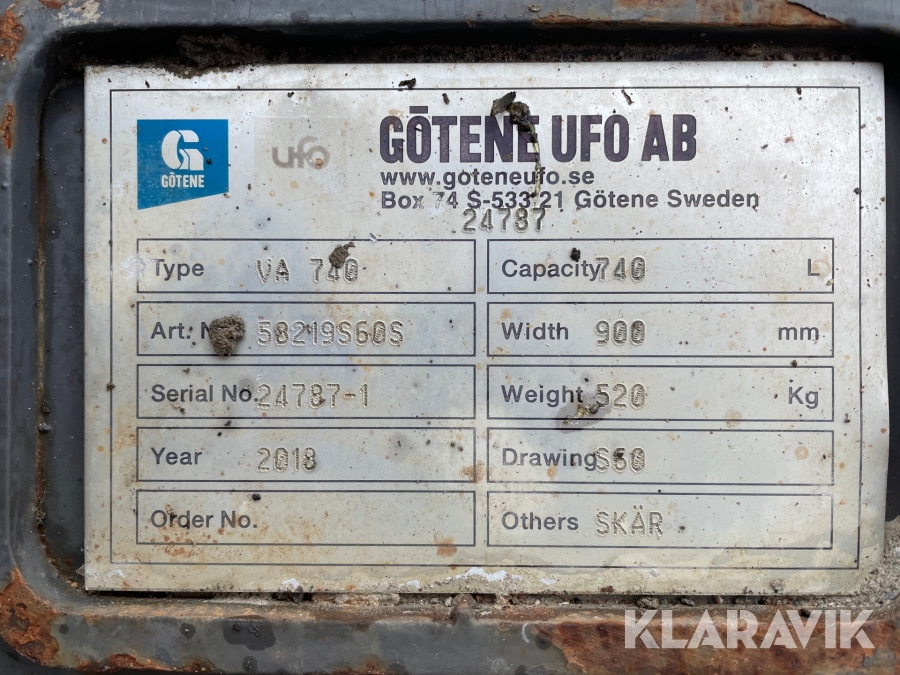 GÖTENE
ufo
GÖTENE UFO AB
www.goteneufo.se
Box 74 S-533 21 Götene Sweden
24787
Type VA 740
Capacity 740 L
Art. N 58219S60S
Width 900 mm
Serial No. 24787-1
Weight 520 Kg
Year 2018
Drawing S60
Order No.
Others SKÄR
KLARAVIK